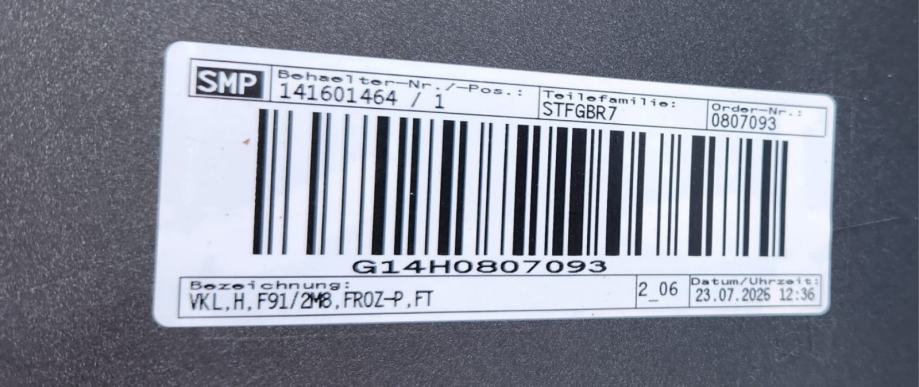 SMP
Behaelter-Nr./-Pos.:
141601464 / 1
Teilefamilie:
STFGBR7
Order-Nr.:
0807093
G14H0807093
Bezeichnung:
VKL,H,F91/2M8,FROZ-P,FT
2_06
Datum/Uhrzeit:
23.07.2025 12:36